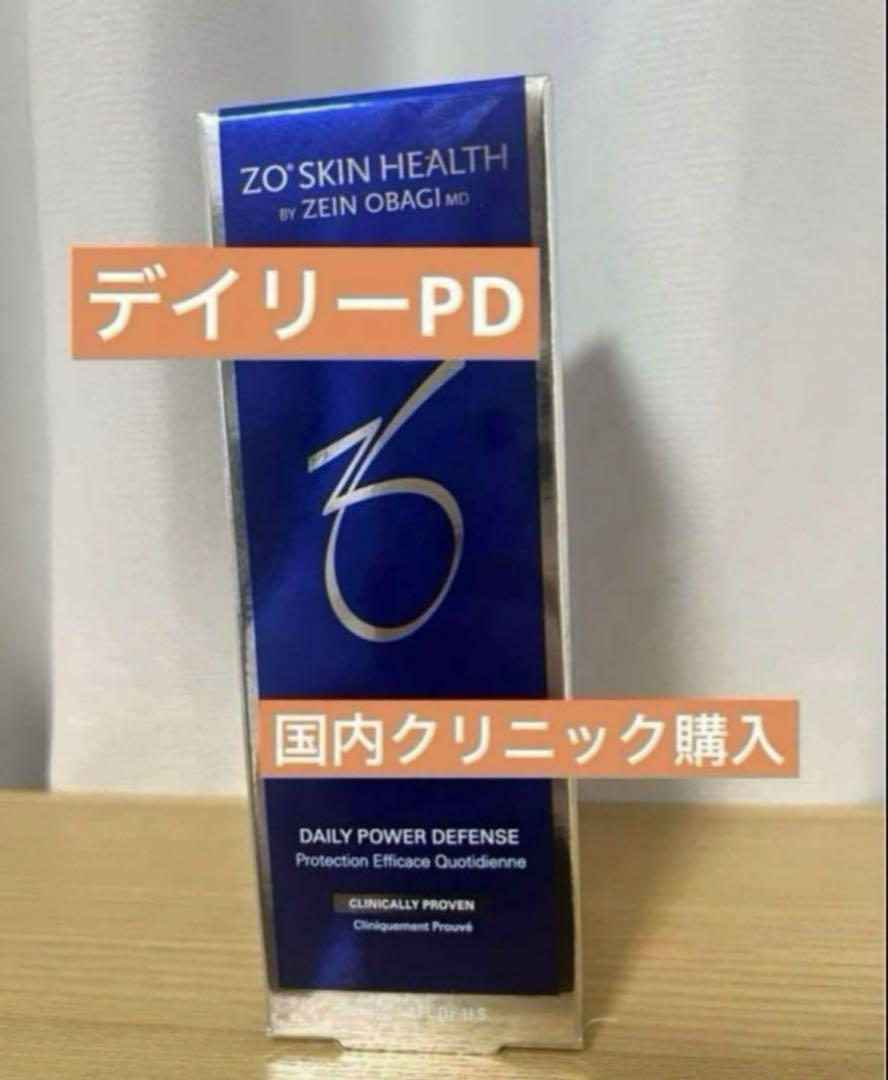 ZO® SKIN HEALTH
BY ZEIN OBAGI MD
デイリーPD
国内クリニック購入
DAILY POWER DEFENSE
Protection Efficace Quotidienne
CLINICALLY PROVEN
Cliniquement Prouvé